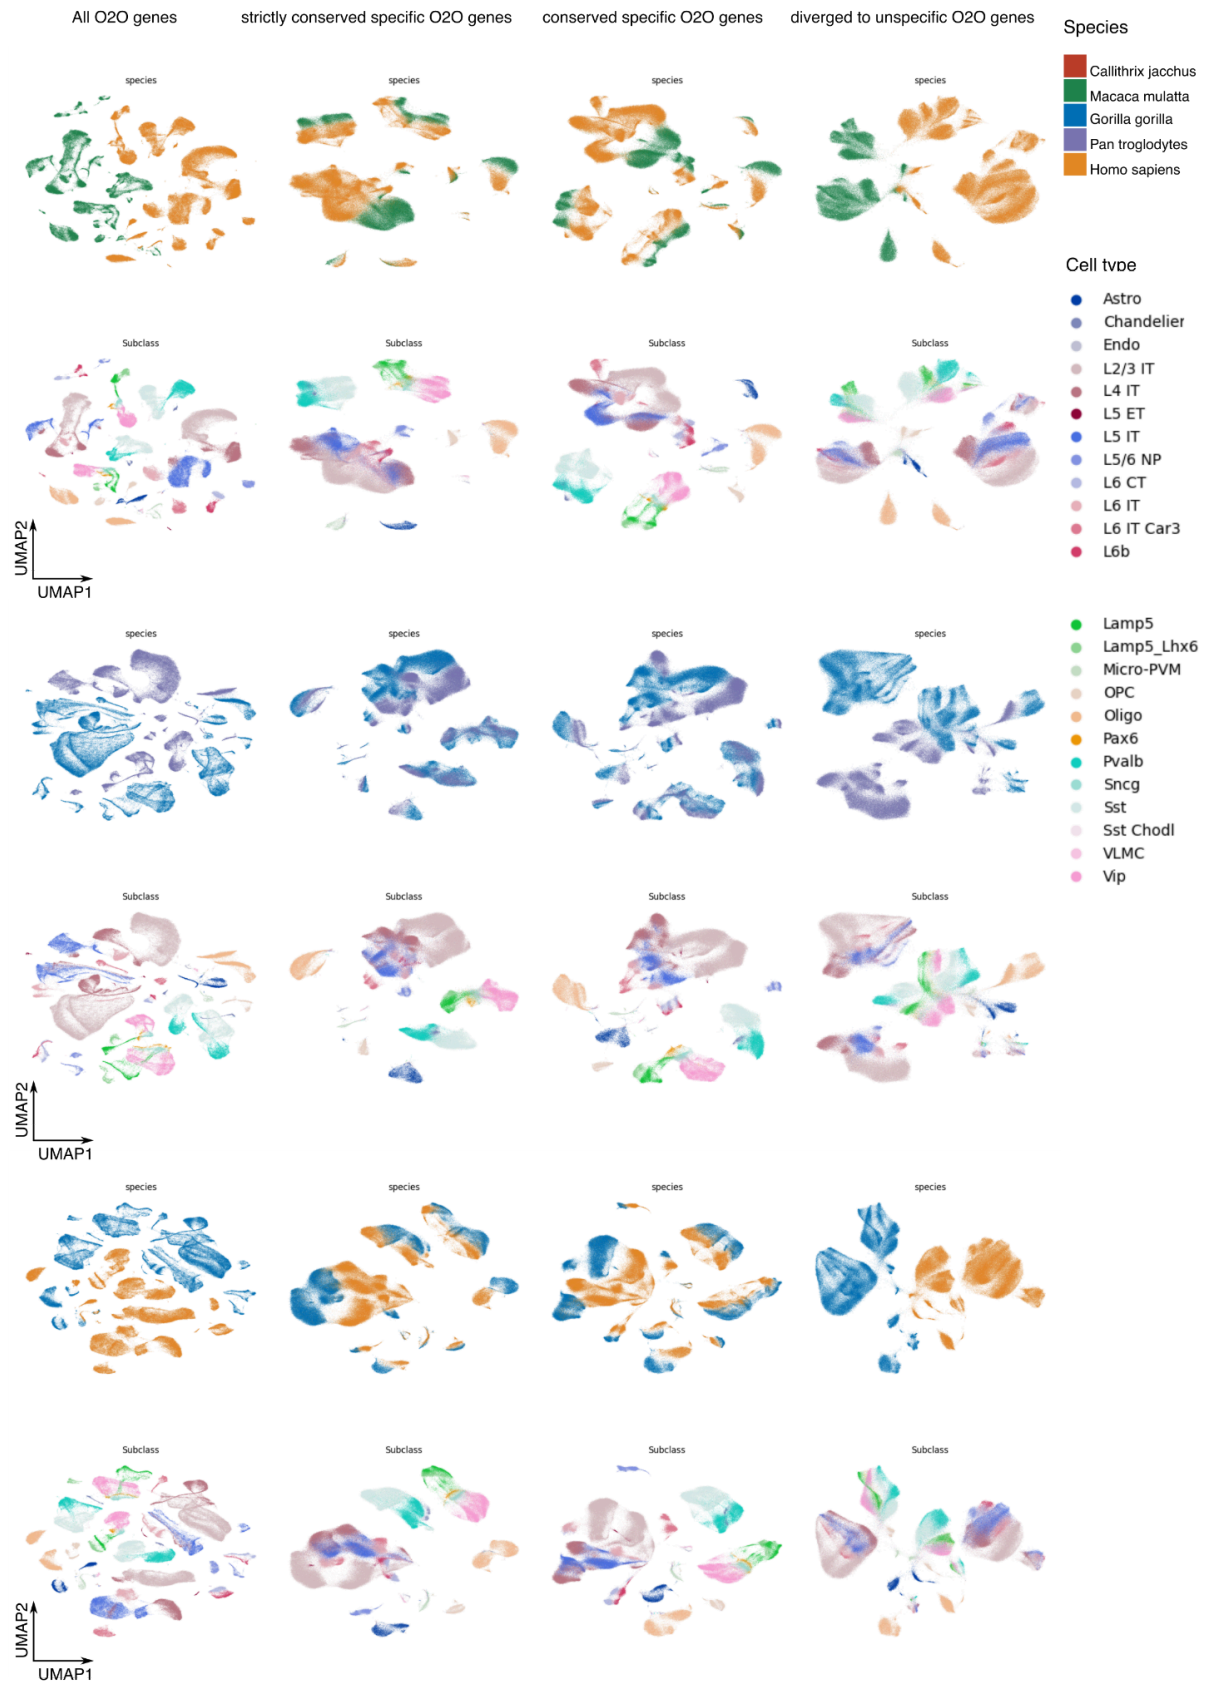 All O2O genes
strictly conserved specific O2O genes
conserved specific O2O genes
diverged to unspecific O2O genes
Species
Callithrix jacchus
Macaca mulatta
Gorilla gorilla
Pan troglodytes
Homo sapiens
species
species
species
species
Cell type
Astro
Chandelier
Endo
L2/3 IT
L4 IT
L5 ET
L5 IT
L5/6 NP
L6 CT
L6 IT
L6 IT Car3
L6b
Lamp5
Lamp5_Lhx6
Micro-PVM
OPC
Oligo
Pax6
Pvalb
Sncg
Sst
Sst Chodl
VLMC
Vip
Subclass
Subclass
Subclass
Subclass
UMAP2
UMAP1
species
species
species
species
Subclass
Subclass
Subclass
Subclass
UMAP2
UMAP1
species
species
species
species
Subclass
Subclass
Subclass
Subclass
UMAP2
UMAP1